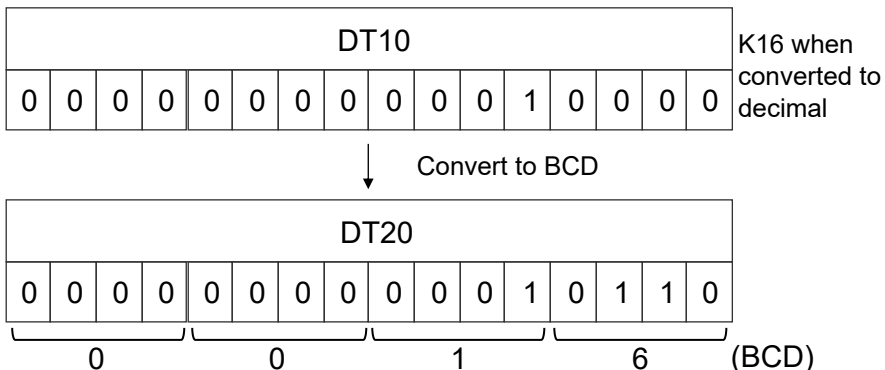 DT10
0 0 0 0 0 0 0 0 0 0 0 1 0 0 0 0
K16 when
converted to
decimal
Convert to BCD
DT20
0 0 0 0 0 0 0 0 0 0 0 1 0 1 1 0
0 0 1 6 (BCD)